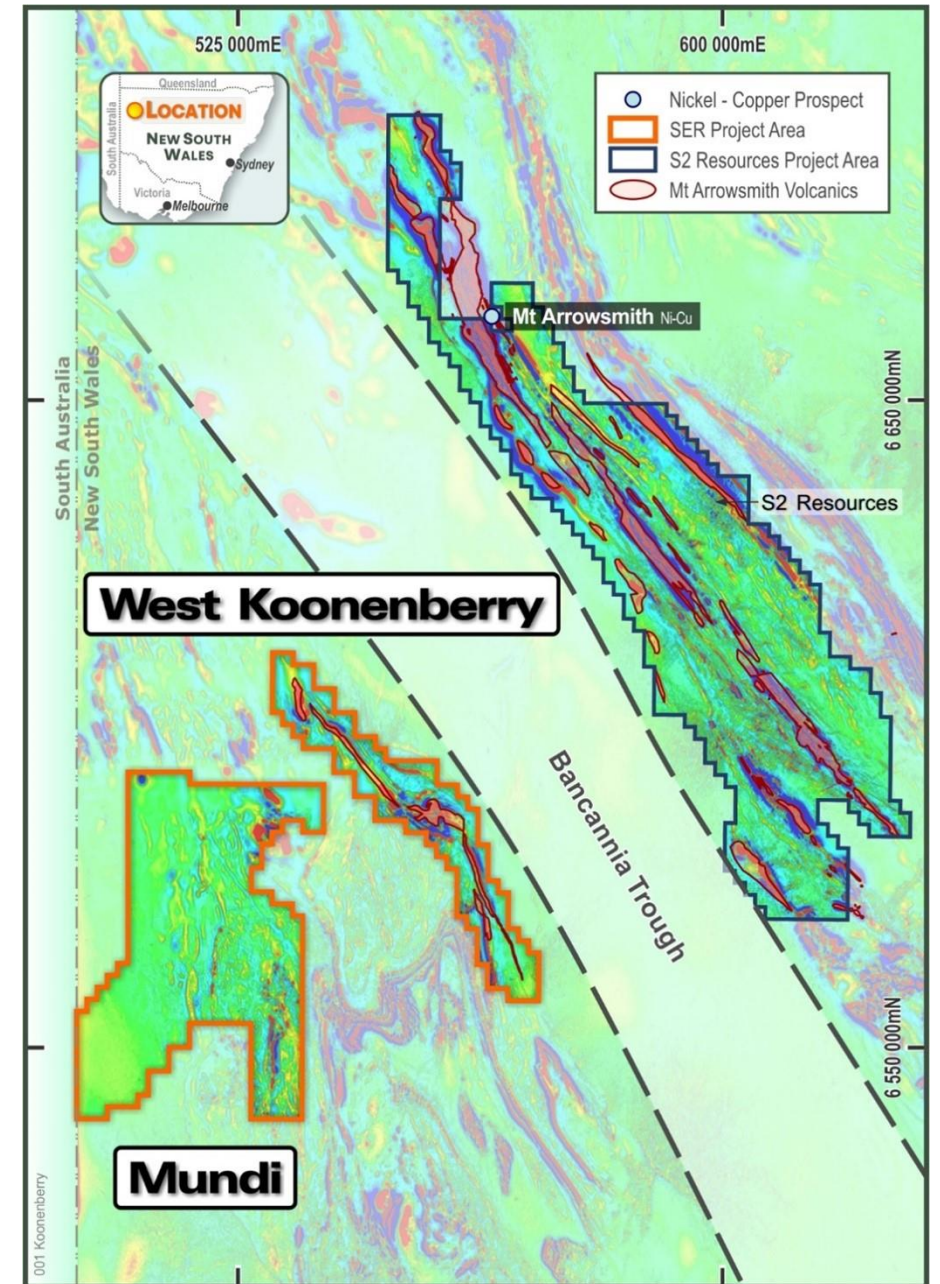 525 000mE
600 000mE
Queensland
LOCATION
South Australia
NEW SOUTH
WALES
Sydney
Victoria
Melbourne
Nickel - Copper Prospect
SER Project Area
S2 Resources Project Area
Mt Arrowsmith Volcanics
Mt Arrowsmith Ni-Cu
South Australia
New South Wales
6 650 000mN
S2 Resources
West Koonenberry
Bancannia Trough
6 550 000mN
Mundi
001 Koonenberry